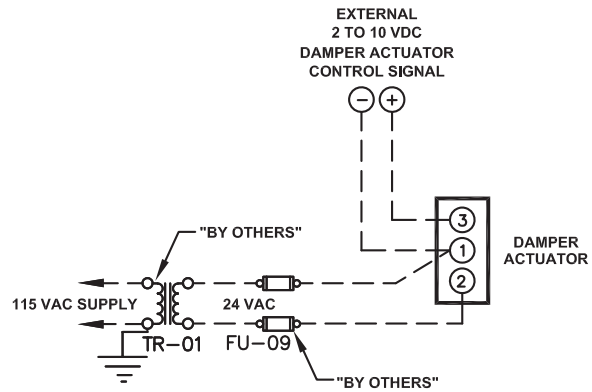 EXTERNAL
2 TO 10 VDC
DAMPER ACTUATOR
CONTROL SIGNAL
− +
3
1
2
DAMPER
ACTUATOR
"BY OTHERS"
115 VAC SUPPLY
24 VAC
TR-01
FU-09
"BY OTHERS"